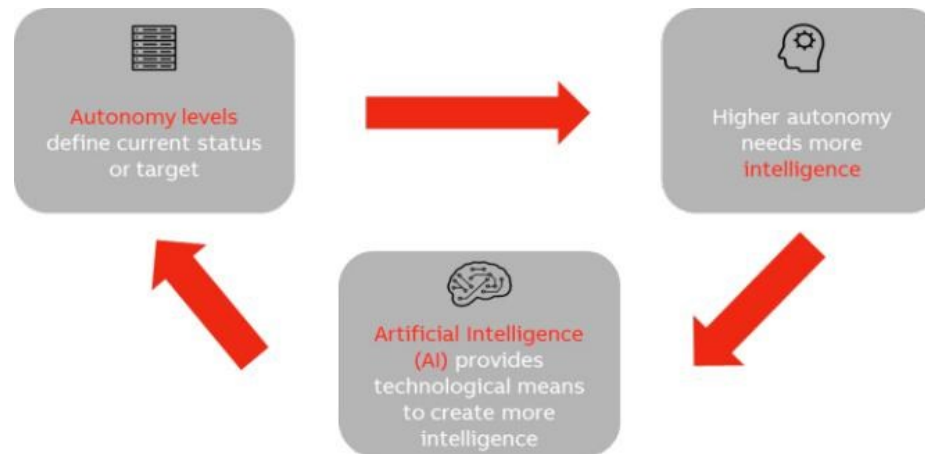 Autonomy levels
define current status
or target
Higher autonomy
needs more
intelligence
Artificial Intelligence
(AI) provides
technological means
to create more
intelligence